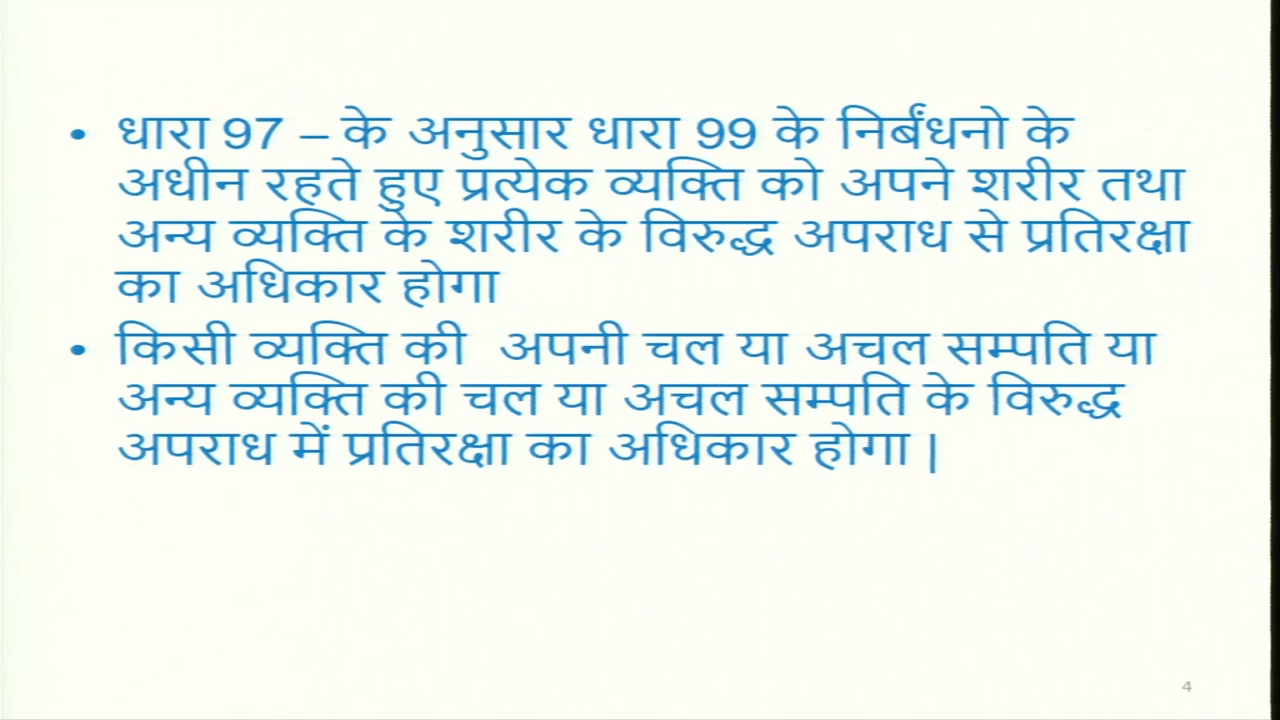 • धारा 97 – के अनुसार धारा 99 के निर्बंधनो के
अधीन रहते हुए प्रत्येक व्यक्ति को अपने शरीर तथा
अन्य व्यक्ति के शरीर के विरुद्ध अपराध से प्रतिरक्षा
का अधिकार होगा
• किसी व्यक्ति की अपनी चल या अचल सम्पति या
अन्य व्यक्ति की चल या अचल सम्पति के विरुद्ध
अपराध में प्रतिरक्षा का अधिकार होगा |
4